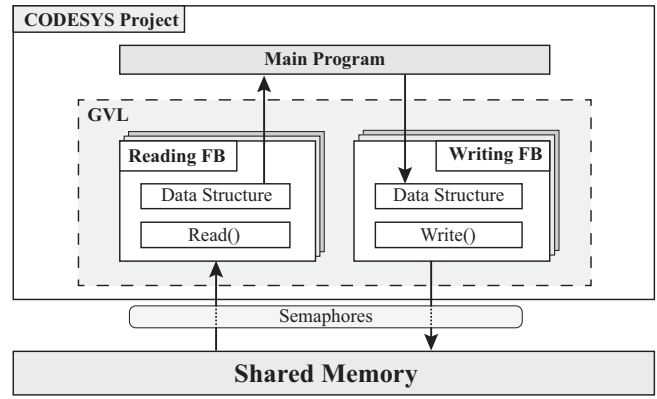 CODESYS Project
Main Program
GVL
Reading FB
Writing FB
Data Structure
Data Structure
Read()
Write()
Semaphores
Shared Memory